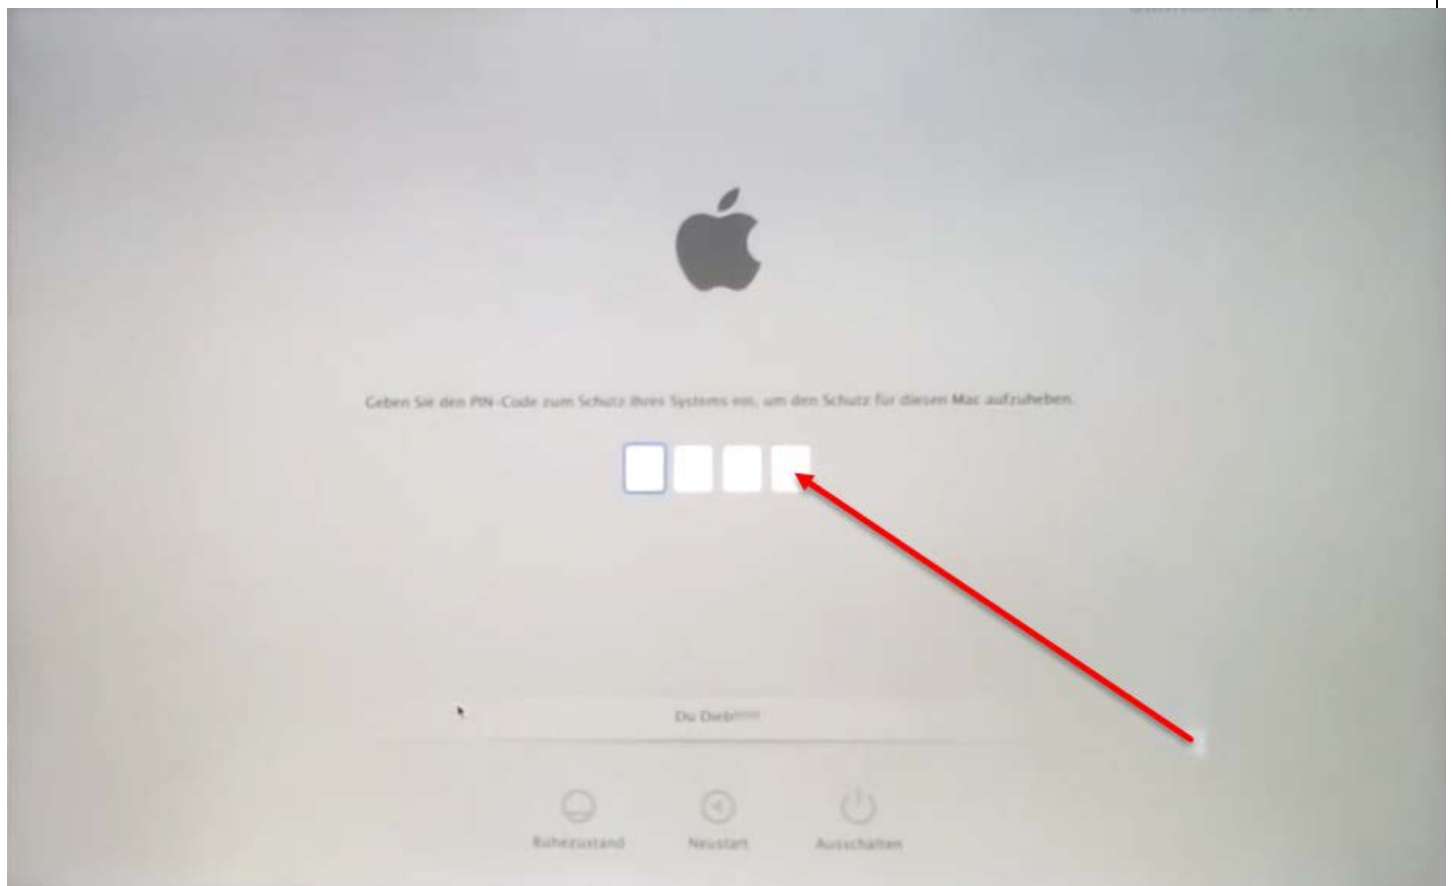 Geben Sie den PIN-Code zum Schutz Ihres Systems ein, um den Schutz für diesen Mac aufzuheben.
Du Dieb!!!!!
Ruhezustand
Neustart
Ausschalten